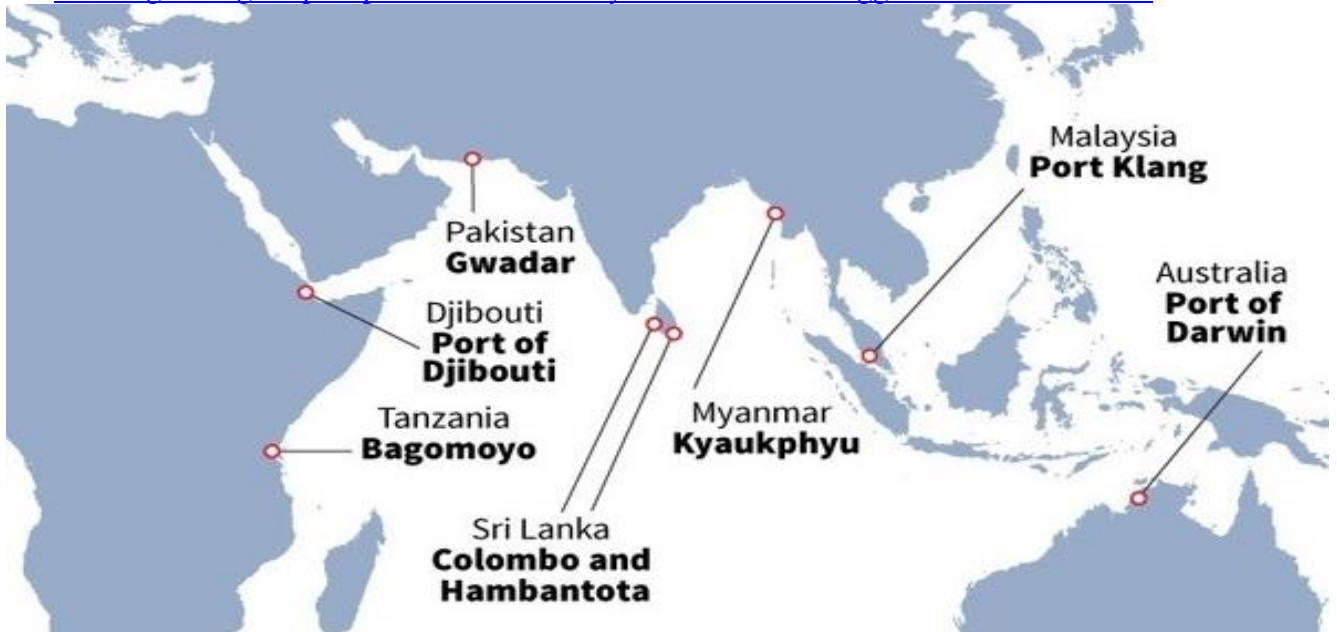 Malaysia
Port Klang
Pakistan
Gwadar
Australia
Port of
Darwin
Djibouti
Port of
Djibouti
Tanzania
Bagomoyo
Myanmar
Kyaukphyu
Sri Lanka
Colombo and
Hambantota